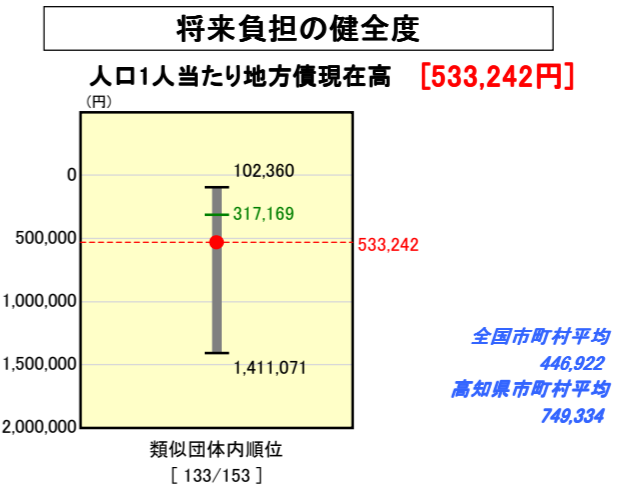 将来負担の健全度
人口1人当たり地方債現在高 [533,242円]
(円)
0
102,360
317,169
500,000
533,242
1,000,000
1,500,000
1,411,071
2,000,000
全国市町村平均
446,922
高知県市町村平均
749,334
類似団体内順位
[ 133/153 ]